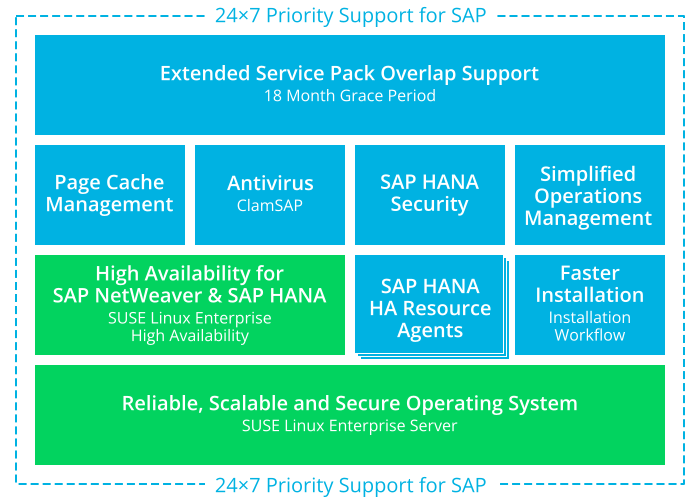 24×7 Priority Support for SAP
Extended Service Pack Overlap Support
18 Month Grace Period
Page Cache
Management
Antivirus
ClamSAP
SAP HANA
Security
Simplified
Operations
Management
High Availability for
SAP NetWeaver & SAP HANA
SUSE Linux Enterprise
High Availability
SAP HANA
HA Resource
Agents
Faster
Installation
Installation
Workflow
Reliable, Scalable and Secure Operating System
SUSE Linux Enterprise Server
24×7 Priority Support for SAP